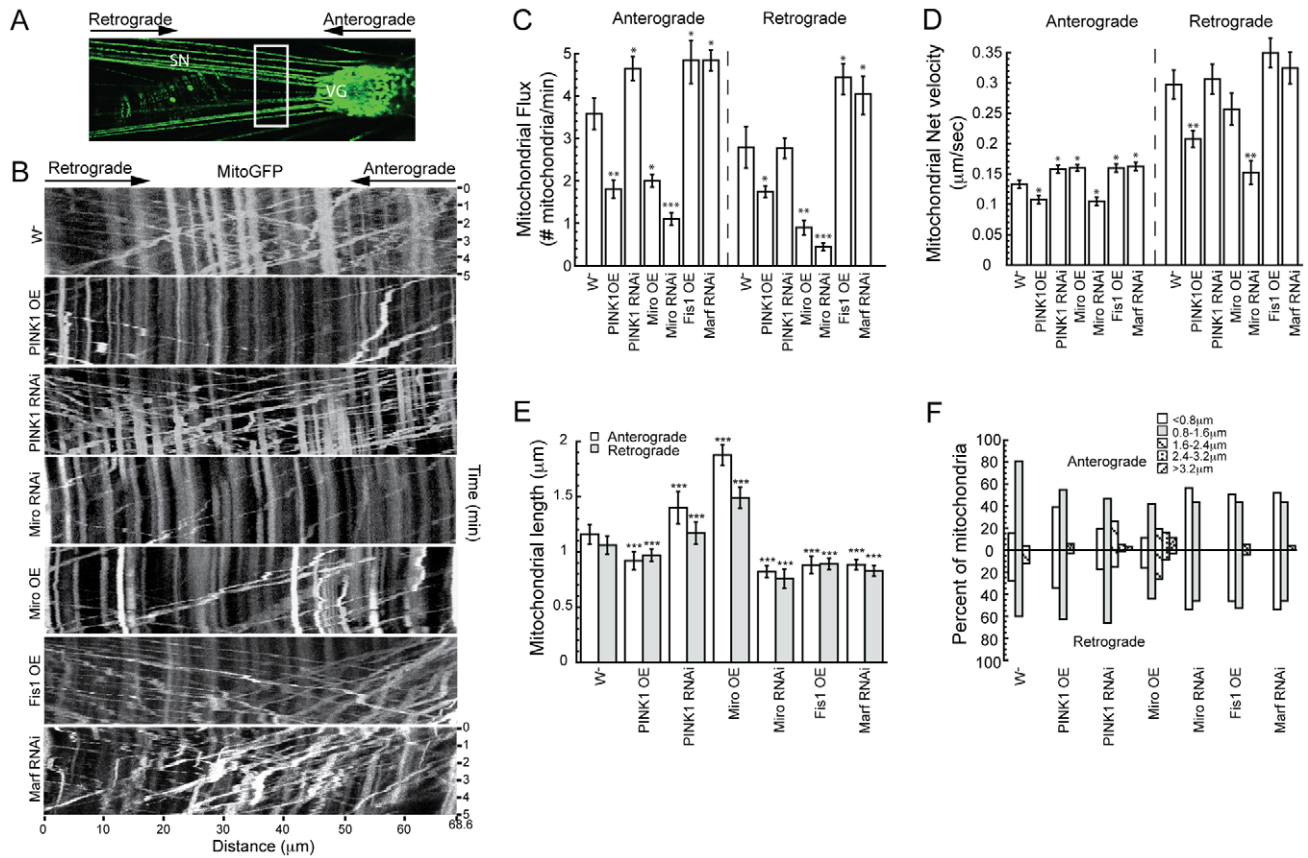 A
Retrograde
Anterograde
SN
VG
B
Retrograde
MitoGFP
Anterograde
W-
PINK1 OE
PINK1 RNAi
Miro RNAi
Miro OE
Fis1 OE
Marf RNAi
0
1
2
3
4
5
Time (min)
0
1
2
3
4
5
0 10 20 30 40 50 60 68.6
Distance (μm)
C
Anterograde
Retrograde
Mitochondrial Flux
(# mitochondria/min)
5
4
3
2
1
0
** * * *** * *
* ** *** * *
W-
PINK1OE
PINK1 RNAi
Miro OE
Miro RNAi
Fis1 OE
Marf RNAi
W-
PINK1OE
PINK1 RNAi
Miro OE
Miro RNAi
Fis1 OE
Marf RNAi
D
Anterograde
Retrograde
Mitochondrial Net velocity
(μm/sec)
0.35
0.3
0.25
0.2
0.15
0.10
0.05
0
* * * * * *
** **
W-
PINK1OE
PINK1 RNAi
Miro OE
Miro RNAi
Fis1 OE
Marf RNAi
W-
PINK1OE
PINK1 RNAi
Miro OE
Miro RNAi
Fis1 OE
Marf RNAi
E
Anterograde
Retrograde
Mitochondrial length (μm)
2
1.5
1
0.5
0
*** *** *** *** *** *** *** *** *** *** *** ***
W-
PINK1 OE
PINK1 RNAi
Miro OE
Miro RNAi
Fis1 OE
Marf RNAi
F
<0.8μm
0.8-1.6μm
1.6-2.4μm
2.4-3.2μm
>3.2μm
Anterograde
Retrograde
Percent of mitochondria
100
80
60
40
20
0
20
40
60
80
100
W-
PINK1 OE
PINK1 RNAi
Miro OE
Miro RNAi
Fis1 OE
Marf RNAi